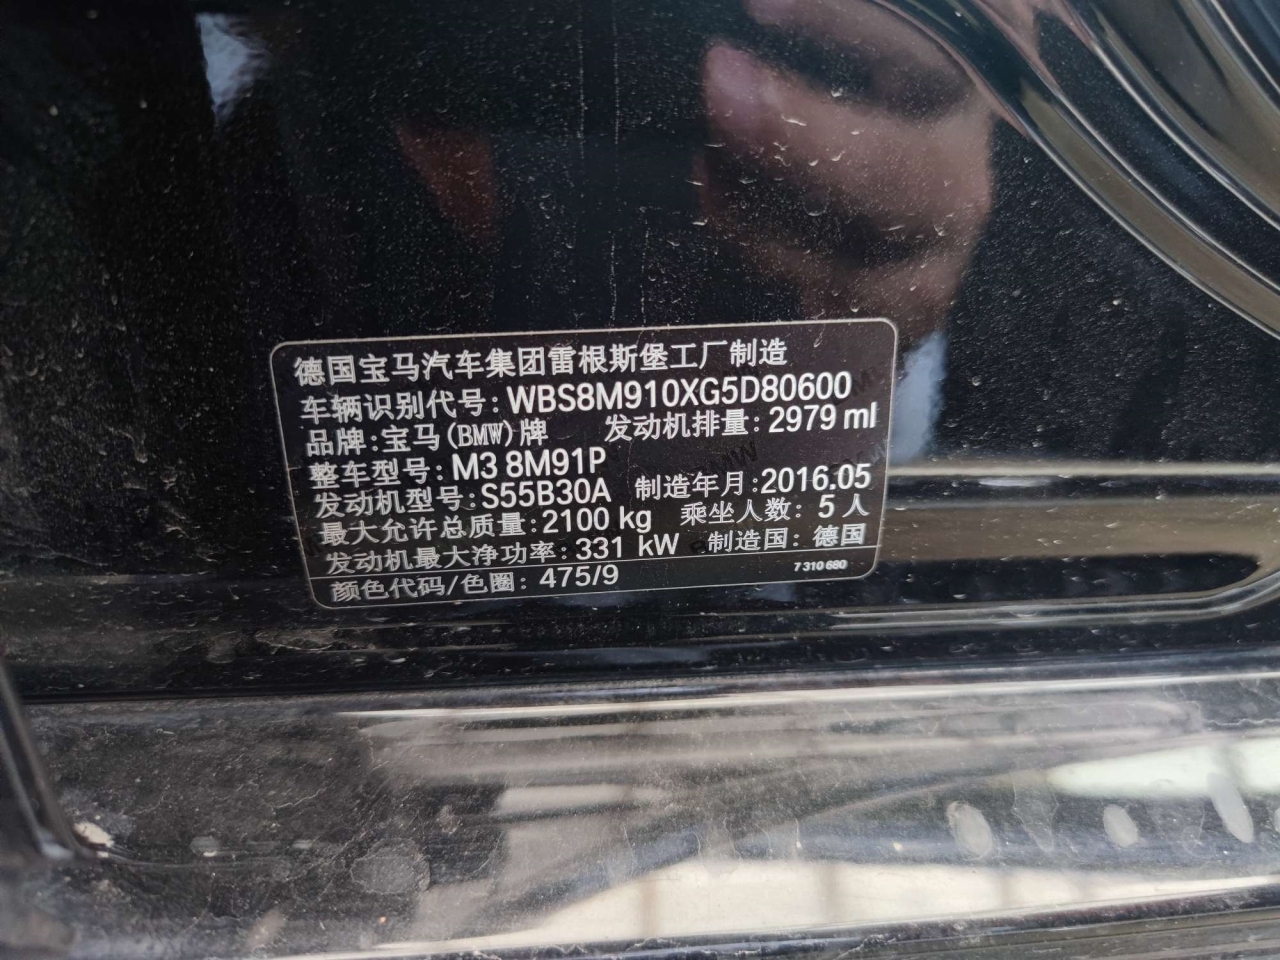 德国宝马汽车集团雷根斯堡工厂制造
车辆识别代号: WBS8M910XG5D80600
品牌:宝马(BMW)牌 发动机排量: 2979 ml
整车型号: M3 8M91P
发动机型号: S55B30A 制造年月:2016.05
最大允许总质量: 2100 kg 乘坐人数: 5 人
发动机最大净功率: 331 kW 制造国: 德国
颜色代码/色圈: 475/9 7 310 680